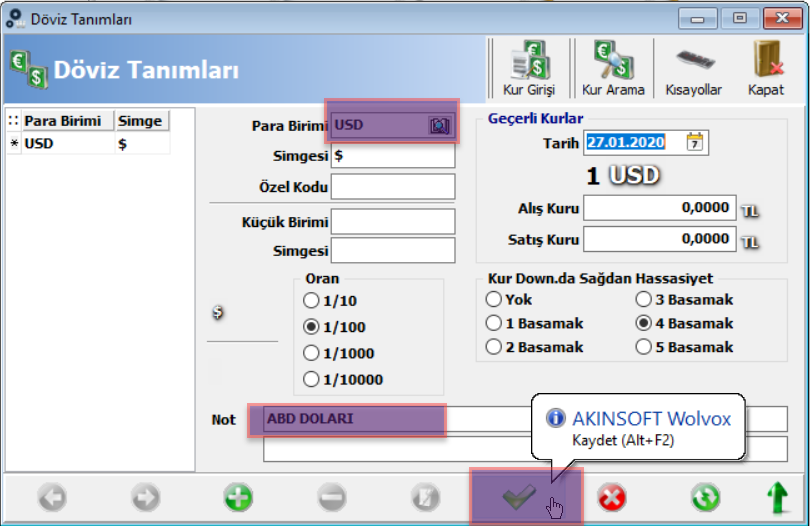 Döviz Tanımları
Döviz Tanımları
Kur Girişi
Kur Arama
Kısayollar
Kapat
Para Birimi Simge
USD $
Para Birimi USD
Simgesi $
Özel Kodu
Küçük Birimi
Simgesi
Geçerli Kurlar
Tarih 27.01.2020
1 USD
Alış Kuru 0,0000 TL
Satış Kuru 0,0000 TL
Oran
1/10
1/100
1/1000
1/10000
$
Kur Down.da Sağdan Hassasiyet
Yok 3 Basamak
1 Basamak 4 Basamak
2 Basamak 5 Basamak
Not ABD DOLARI
AKINSOFT Wolvox
Kaydet (Alt+F2)